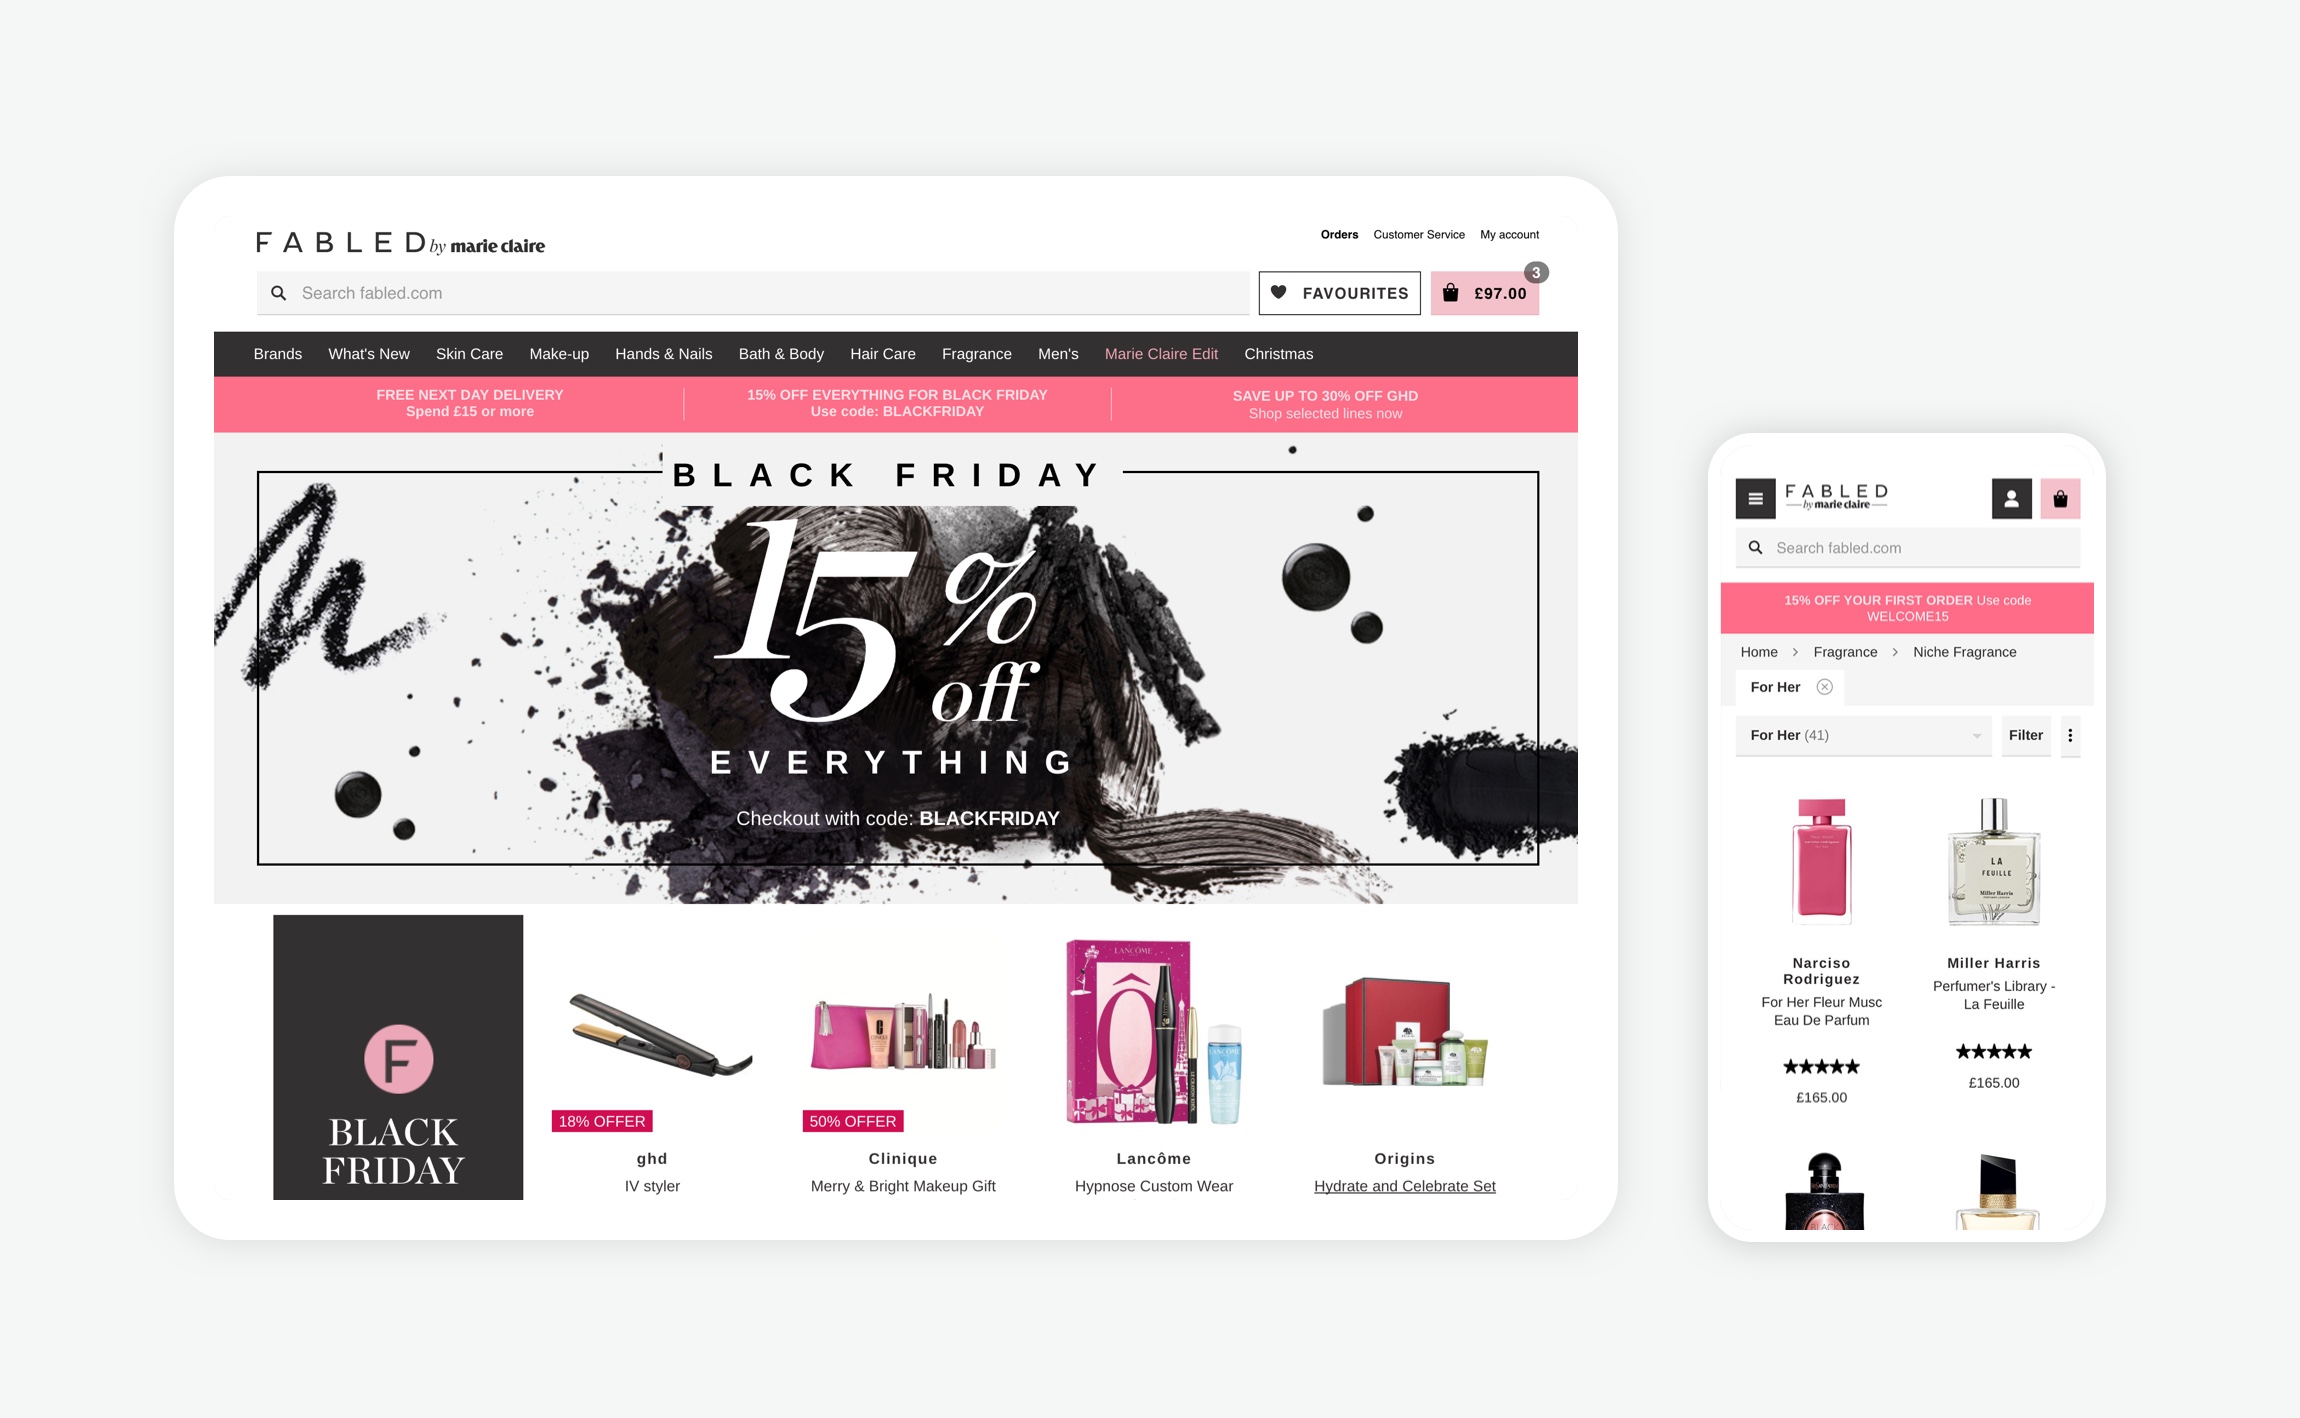 FABLED by marie claire
Orders Customer Service My account
Search fabled.com
FAVOURITES
£97.00
3
Brands What's New Skin Care Make-up Hands & Nails Bath & Body Hair Care Fragrance Men's Marie Claire Edit Christmas
FREE NEXT DAY DELIVERY
Spend £15 or more
15% OFF EVERYTHING FOR BLACK FRIDAY
Use code: BLACKFRIDAY
SAVE UP TO 30% OFF GHD
Shop selected lines now
BLACK FRIDAY
15%
off
EVERYTHING
Checkout with code: BLACKFRIDAY
F
BLACK
FRIDAY
18% OFFER
ghd
IV styler
50% OFFER
Clinique
Merry & Bright Makeup Gift
LANCÔME
Ô
LANCÔME
Lancôme
Hypnose Custom Wear
Origins
Hydrate and Celebrate Set
FABLED
by marie claire
Search fabled.com
15% OFF YOUR FIRST ORDER Use code
WELCOME15
Home > Fragrance > Niche Fragrance
For Her
For Her (41)
Filter
Narciso
Rodriguez
For Her Fleur Musc
Eau De Parfum
£165.00
LA
FEUILLE
Miller Harris
Miller Harris
Perfumer's Library -
La Feuille
£165.00
BLACK